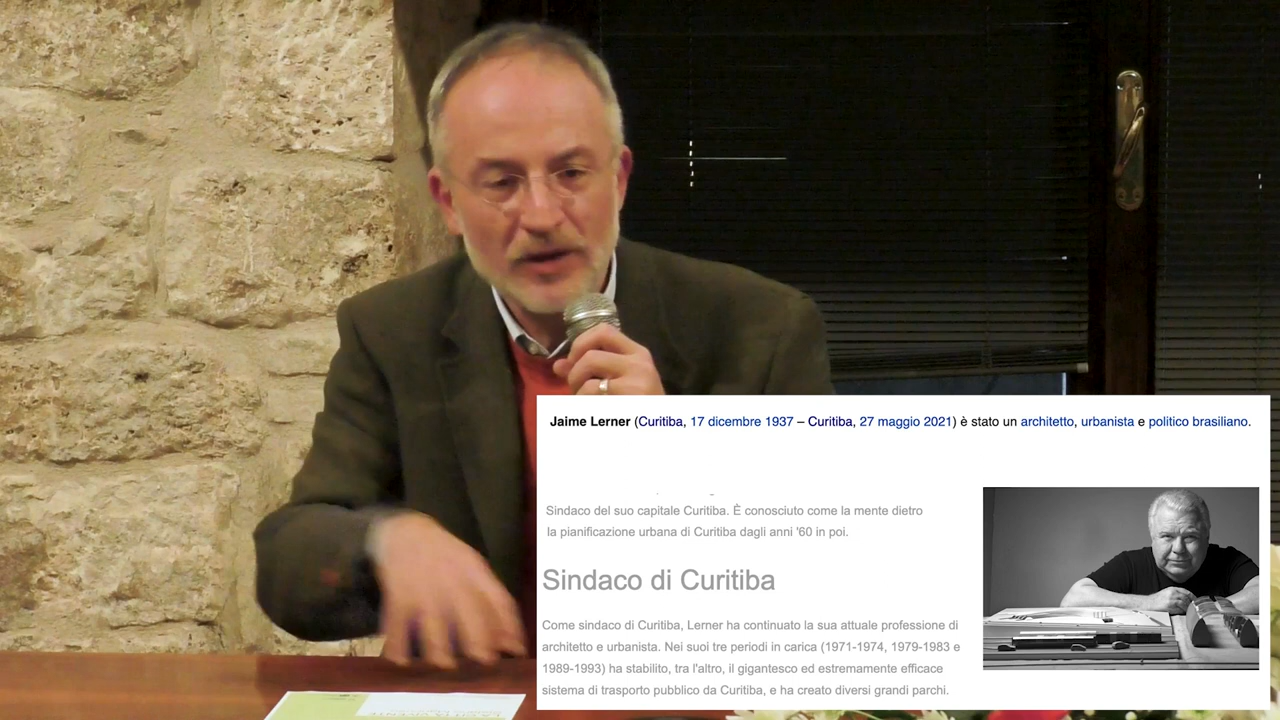 Jaime Lerner (Curitiba, 17 dicembre 1937 – Curitiba, 27 maggio 2021) è stato un architetto, urbanista e politico brasiliano.
Sindaco del suo capitale Curitiba. È conosciuto come la mente dietro
la pianificazione urbana di Curitiba dagli anni '60 in poi.
Sindaco di Curitiba
Come sindaco di Curitiba, Lerner ha continuato la sua attuale professione di
architetto e urbanista. Nei suoi tre periodi in carica (1971-1974, 1979-1983 e
1989-1993) ha stabilito, tra l'altro, il gigantesco ed estremamente efficace
sistema di trasporto pubblico da Curitiba, e ha creato diversi grandi parchi.